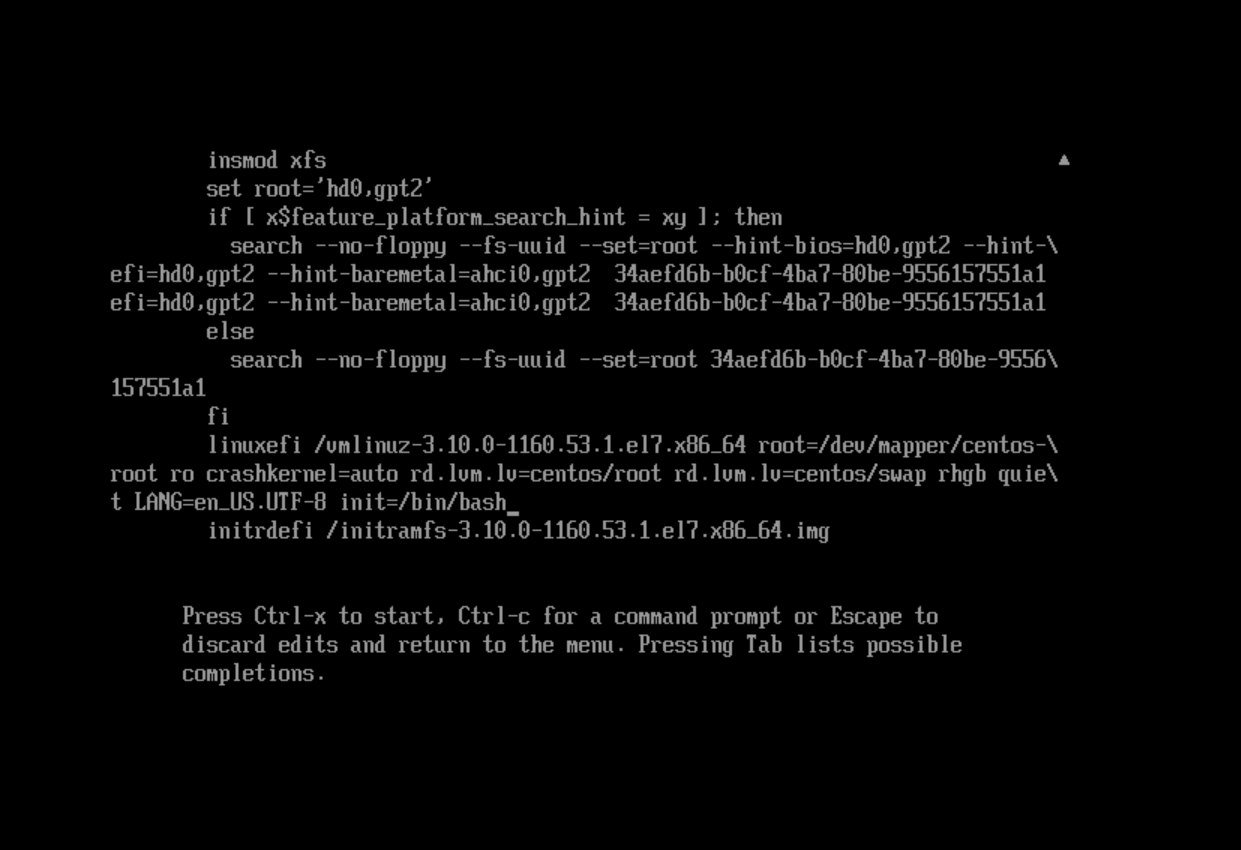 insmod xfs
set root='hd0,gpt2'
if [ x$feature_platform_search_hint = xy ]; then
search --no-floppy --fs-uuid --set=root --hint-bios=hd0,gpt2 --hint-\
efi=hd0,gpt2 --hint-baremetal=ahci0,gpt2  34aefd6b-b0cf-4ba7-80be-9556157551a1
efi=hd0,gpt2 --hint-baremetal=ahci0,gpt2  34aefd6b-b0cf-4ba7-80be-9556157551a1
else
search --no-floppy --fs-uuid --set=root 34aefd6b-b0cf-4ba7-80be-9556\
157551a1
fi
linuxefi /vmlinuz-3.10.0-1160.53.1.el7.x86_64 root=/dev/mapper/centos-\
root ro crashkernel=auto rd.lvm.lv=centos/root rd.lvm.lv=centos/swap rhgb quie\
t LANG=en_US.UTF-8 init=/bin/bash_
initrdefi /initramfs-3.10.0-1160.53.1.el7.x86_64.img
Press Ctrl-x to start, Ctrl-c for a command prompt or Escape to
discard edits and return to the menu. Pressing Tab lists possible
completions.